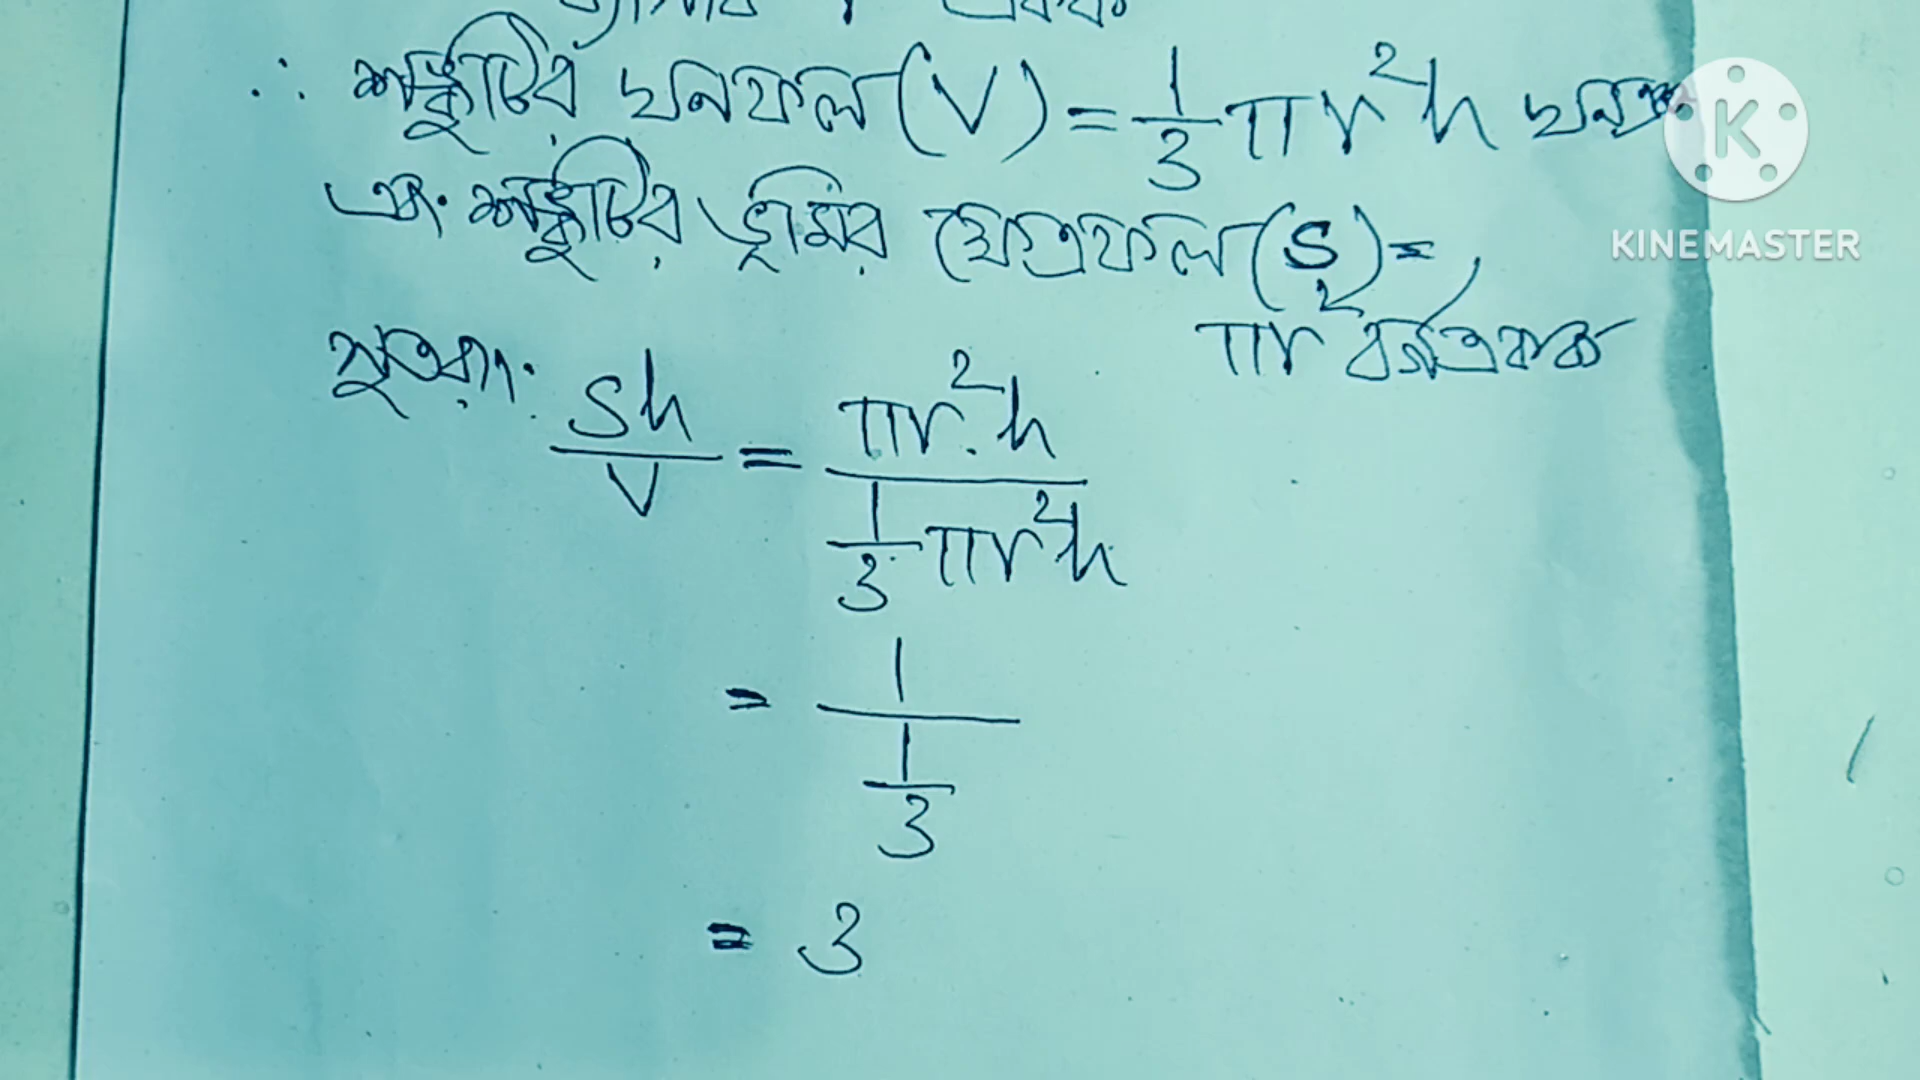 ব্যাসার্ধ r একক
∴ শঙ্কুটির ঘনফল (V) = 1/3 πr²h ঘনএকক
এবং শঙ্কুটির ভূমির ক্ষেত্রফল (S) =
πr² বর্গএকক
সুতরাং Sh/V = πr².h / (1/3 πr²h)
= 1 / (1/3)
= 3
K
KINEMASTER